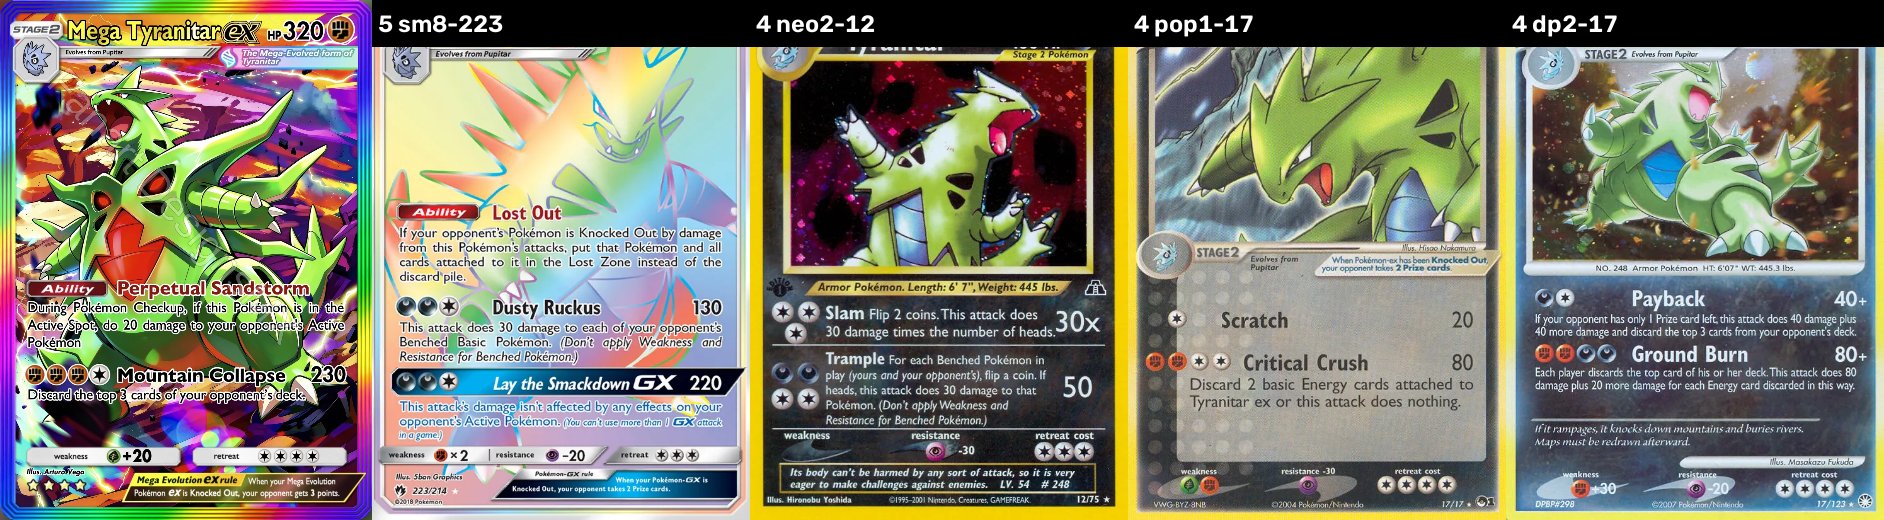 STAGE2 Mega Tyranitar ex HP 320
Evolves from Pupitar
The Mega-Evolved form of
Tyranitar
Ability Perpetual Sandstorm
During Pokémon Checkup, if this Pokémon is in the
Active Spot, do 20 damage to your opponent's Active
Pokémon
Mountain Collapse 230
Discard the top 3 cards of your opponent's deck.
weakness +20 retreat
Illus. Arturo Vega
Mega Evolution ex rule When your Mega Evolution
Pokémon ex is Knocked Out, your opponent gets 3 points.
5 sm8-223
Evolves from Pupitar
Ability Lost Out
If your opponent's Pokémon is Knocked Out by damage
from this Pokémon's attacks, put that Pokémon and all
cards attached to it in the Lost Zone instead of the
discard pile.
Dusty Ruckus 130
This attack does 30 damage to each of your opponent's
Benched Basic Pokémon. (Don't apply Weakness and
Resistance for Benched Pokémon.)
Lay the Smackdown GX 220
This attack's damage isn't affected by any effects on your
opponent's Active Pokémon. (You can't use more than 1 GX attack
in a game.)
weakness ×2 resistance -20 retreat
Illus. 5ban Graphics
223/214
©2018 Pokémon
Pokémon-GX rule
When your Pokémon-GX is
Knocked Out, your opponent takes 2 Prize cards.
4 neo2-12
Tyranitar
Stage 2 Pokémon
Armor Pokémon. Length: 6' 7", Weight: 445 lbs.
Slam Flip 2 coins. This attack does
30 damage times the number of heads. 30x
Trample For each Benched Pokémon in
play (yours and your opponent's), flip a coin. If
heads, this attack does 30 damage to that
Pokémon. (Don't apply Weakness and
Resistance for Benched Pokémon.)
50
weakness resistance retreat cost
-30
Its body can't be harmed by any sort of attack, so it is very
eager to make challenges against enemies. LV. 54 # 248
Illus. Hironobu Yoshida ©1995-2001 Nintendo, Creatures, GAMEFREAK. 12/75
4 pop1-17
Illus. Hisao Nakamura
STAGE2 Evolves from
Pupitar
When Pokémon-ex has been Knocked Out,
your opponent takes 2 Prize cards.
Scratch 20
Critical Crush 80
Discard 2 basic Energy cards attached to
Tyranitar ex or this attack does nothing.
weakness resistance -30 retreat cost
VWG-BYZ-8NB ©2004 Pokémon/Nintendo 17/17
4 dp2-17
STAGE2 Evolves from Pupitar
NO. 248 Armor Pokémon HT: 6'07" WT: 445.3 lbs.
Payback 40+
If your opponent has only 1 Prize card left, this attack does 40 damage plus
40 more damage and discard the top 3 cards from your opponent's deck.
Ground Burn 80+
Each player discards the top card of his or her deck. This attack does 80
damage plus 20 more damage for each Energy card discarded in this way.
If it rampages, it knocks down mountains and buries rivers.
Maps must be redrawn afterward.
Illus. Masakazu Fukuda
weakness resistance retreat cost
+30 -20
DPBP#298 ©2007 Pokémon/Nintendo 17/123